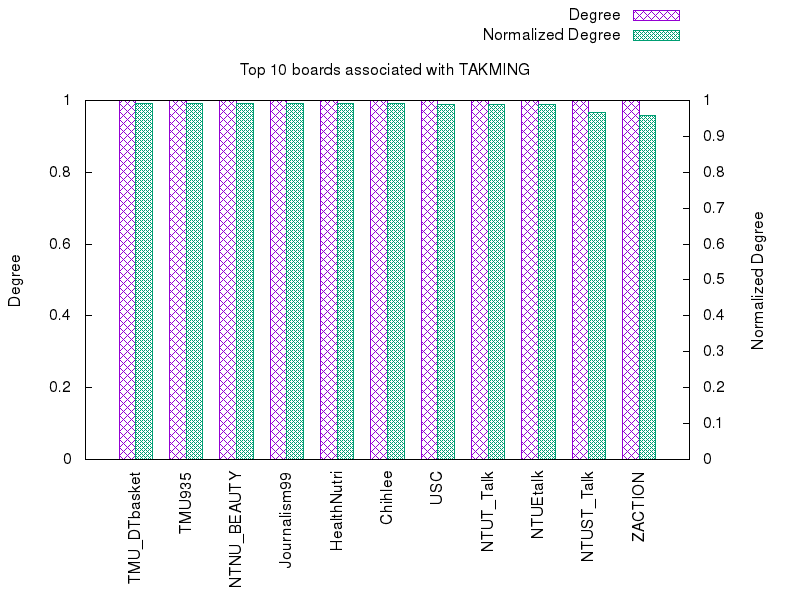 Degree
Normalized Degree
Top 10 boards associated with TAKMING
1
0.8
0.6
0.4
0.2
0
Degree
1
0.9
0.8
0.7
0.6
0.5
0.4
0.3
0.2
0.1
0
Normalized Degree
TMU_DTbasket
TMU935
NTNU_BEAUTY
Journalism99
HealthNutri
Chihlee
USC
NTUT_Talk
NTUEtalk
NTUST_Talk
ZACTION